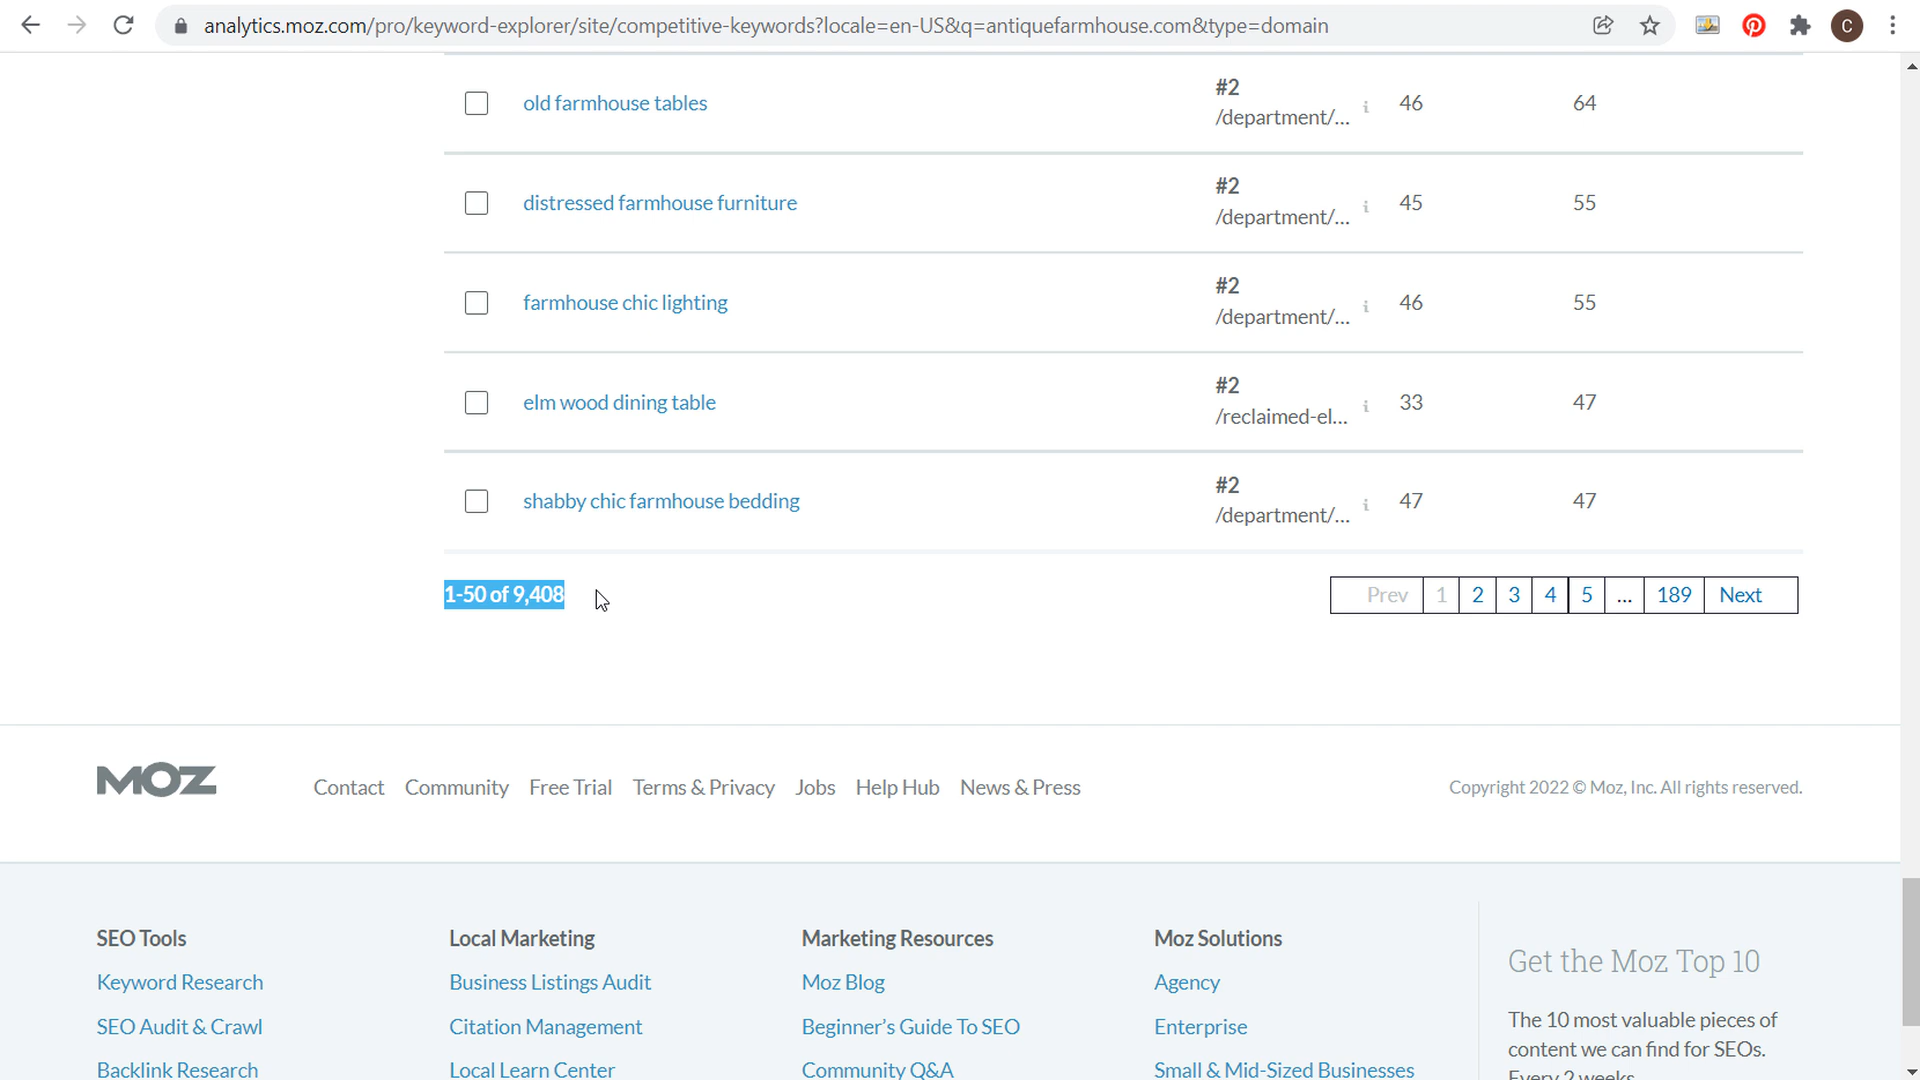 analytics.moz.com/pro/keyword-explorer/site/competitive-keywords?locale=en-US&q=antiquefarmhouse.com&type=domain
C
old farmhouse tables #2 /department/... i 46 64
distressed farmhouse furniture #2 /department/... i 45 55
farmhouse chic lighting #2 /department/... i 46 55
elm wood dining table #2 /reclaimed-el... i 33 47
shabby chic farmhouse bedding #2 /department/... i 47 47
1-50 of 9,408 Prev 1 2 3 4 5 ... 189 Next
MOZ Contact Community Free Trial Terms & Privacy Jobs Help Hub News & Press Copyright 2022 © Moz, Inc. All rights reserved.
SEO Tools
Keyword Research
SEO Audit & Crawl
Backlink Research
Local Marketing
Business Listings Audit
Citation Management
Local Learn Center
Marketing Resources
Moz Blog
Beginner's Guide To SEO
Community Q&A
Moz Solutions
Agency
Enterprise
Small & Mid-Sized Businesses
Get the Moz Top 10
The 10 most valuable pieces of
content we can find for SEOs.
Every 2 weeks